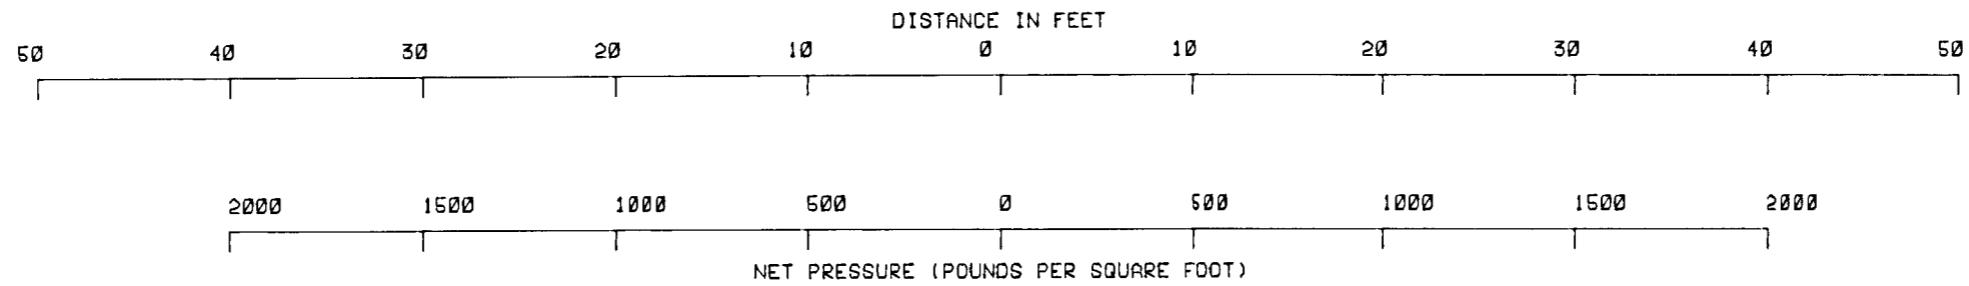 DISTANCE IN FEET
50 40 30 20 10 0 10 20 30 40 50
2000 1500 1000 500 0 500 1000 1500 2000
NET PRESSURE (POUNDS PER SQUARE FOOT)